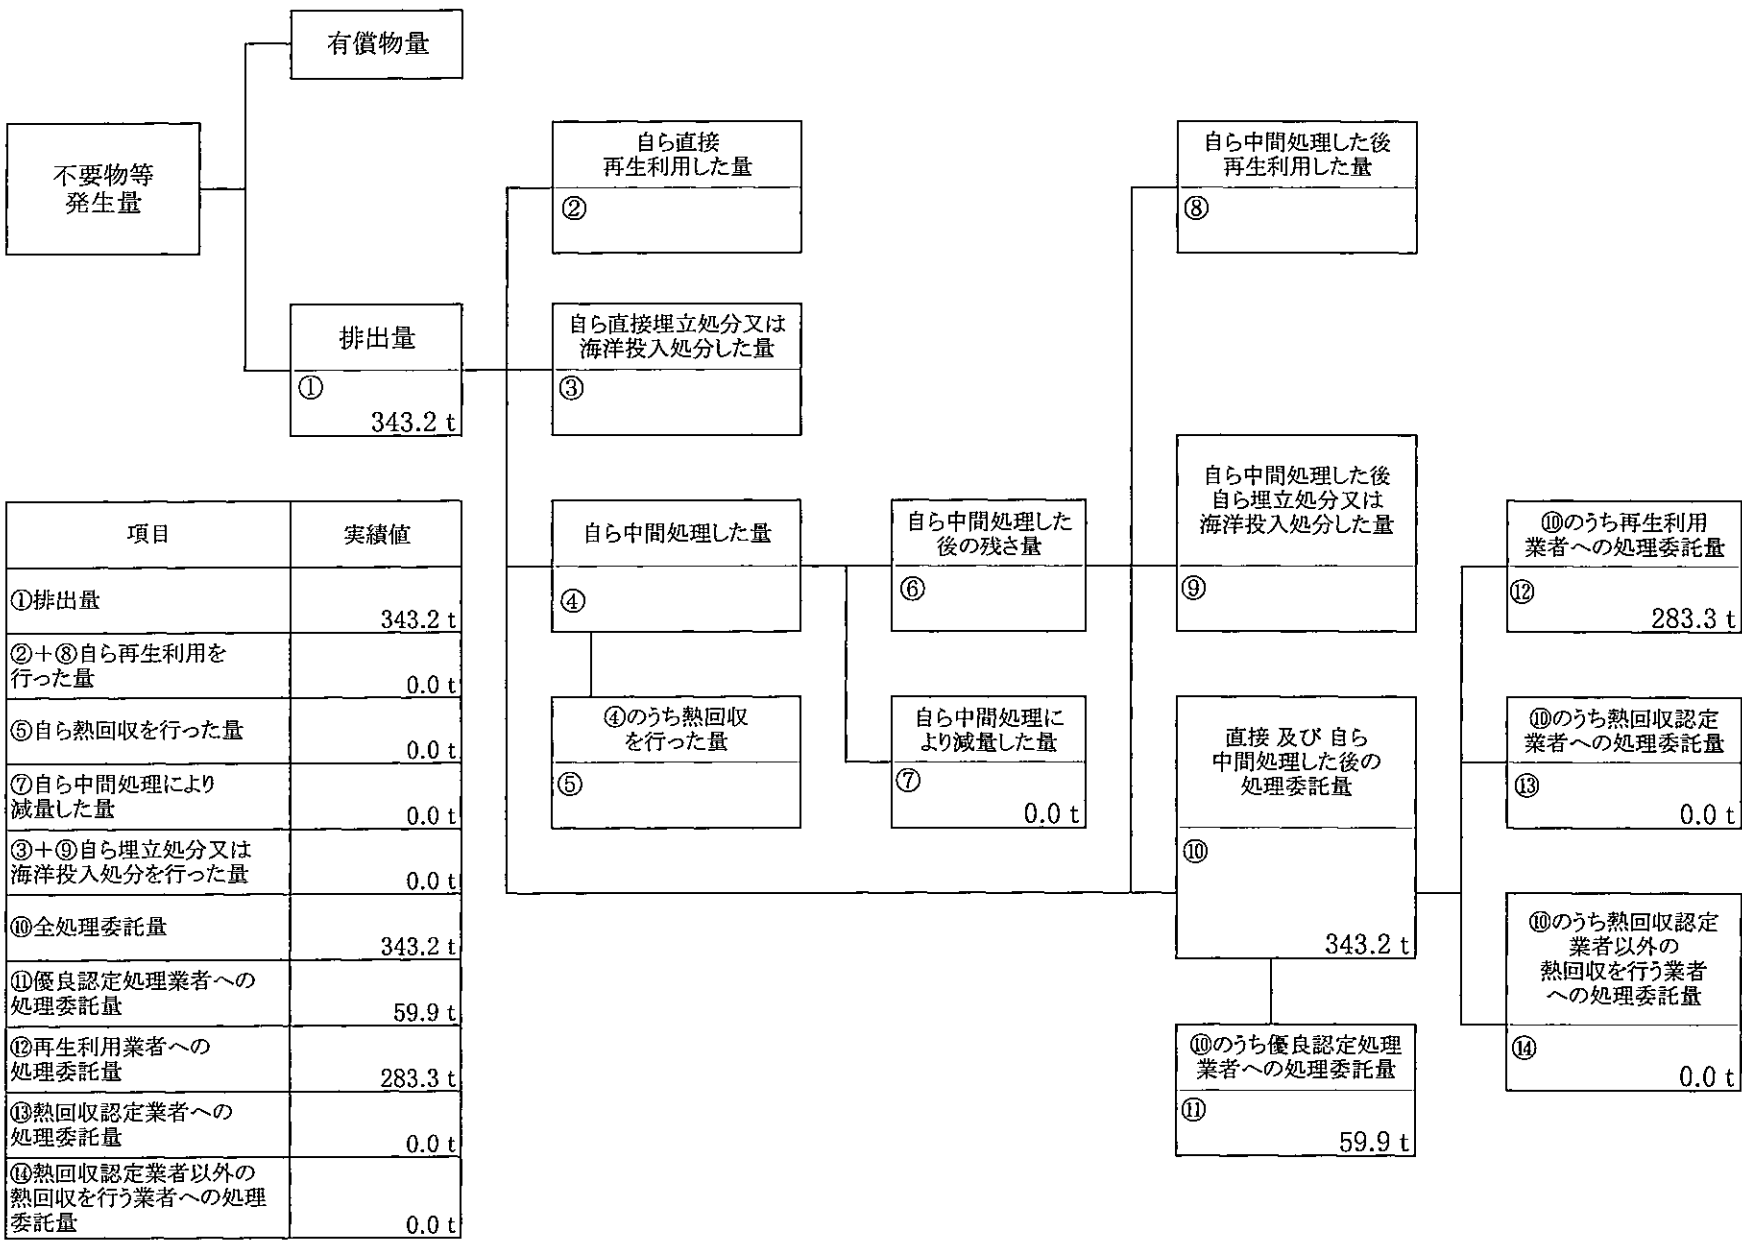 有償物量
不要物等
発生量
排出量
①
343.2 t
自ら直接
再生利用した量
②
自ら直接埋立処分又は
海洋投入処分した量
③
自ら中間処理した量
④
④のうち熱回収
を行った量
⑤
自ら中間処理した
後の残さ量
⑥
自ら中間処理に
より減量した量
⑦
0.0 t
自ら中間処理した後
再生利用した量
⑧
自ら中間処理した後
自ら埋立処分又は
海洋投入処分した量
⑨
直接 及び 自ら
中間処理した後の
処理委託量
⑩
343.2 t
⑩のうち優良認定処理
業者への処理委託量
⑪
59.9 t
⑩のうち再生利用
業者への処理委託量
⑫
283.3 t
⑩のうち熱回収認定
業者への処理委託量
⑬
0.0 t
⑩のうち熱回収認定
業者以外の
熱回収を行う業者
への処理委託量
⑭
0.0 t
項目 実績値
①排出量
343.2 t
②＋⑧自ら再生利用を
行った量
0.0 t
⑤自ら熱回収を行った量
0.0 t
⑦自ら中間処理により
減量した量
0.0 t
③＋⑨自ら埋立処分又は
海洋投入処分を行った量
0.0 t
⑩全処理委託量
343.2 t
⑪優良認定処理業者への
処理委託量
59.9 t
⑫再生利用業者への
処理委託量
283.3 t
⑬熱回収認定業者への
処理委託量
0.0 t
⑭熱回収認定業者以外の
熱回収を行う業者への処理
委託量
0.0 t